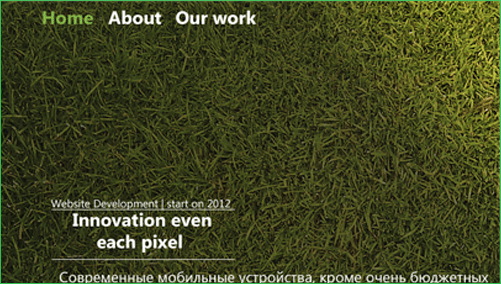 Home About Our work
Website Development | start on 2012
Innovation even
each pixel
Современные мобильные устройства, кроме очень бюджетных